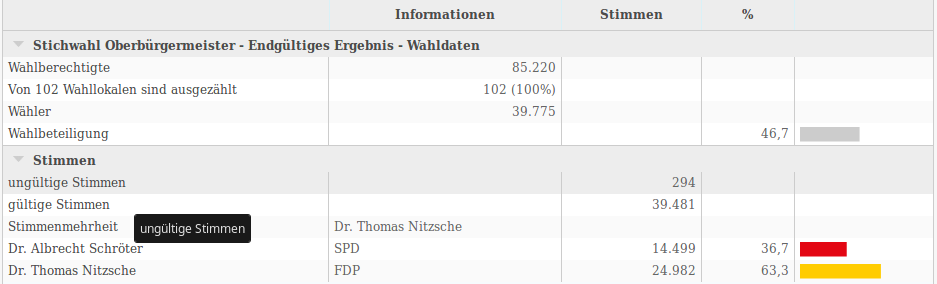 Informationen Stimmen %
Stichwahl Oberbürgermeister - Endgültiges Ergebnis - Wahldaten
Wahlberechtigte 85.220
Von 102 Wahllokalen sind ausgezählt 102 (100%)
Wähler 39.775
Wahlbeteiligung 46,7
Stimmen
ungültige Stimmen 294
gültige Stimmen 39.481
Stimmenmehrheit Dr. Thomas Nitzsche
ungültige Stimmen
Dr. Albrecht Schröter SPD 14.499 36,7
Dr. Thomas Nitzsche FDP 24.982 63,3